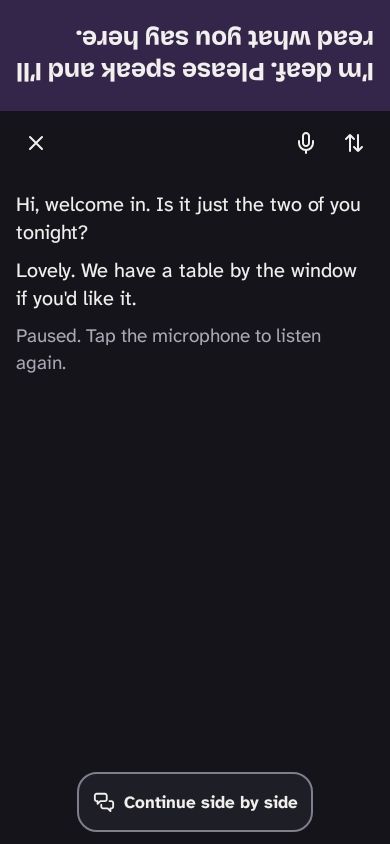 I'm deaf. Please speak and I'll
read what you say here.
Hi, welcome in. Is it just the two of you
tonight?
Lovely. We have a table by the window
if you'd like it.
Paused. Tap the microphone to listen
again.
Continue side by side